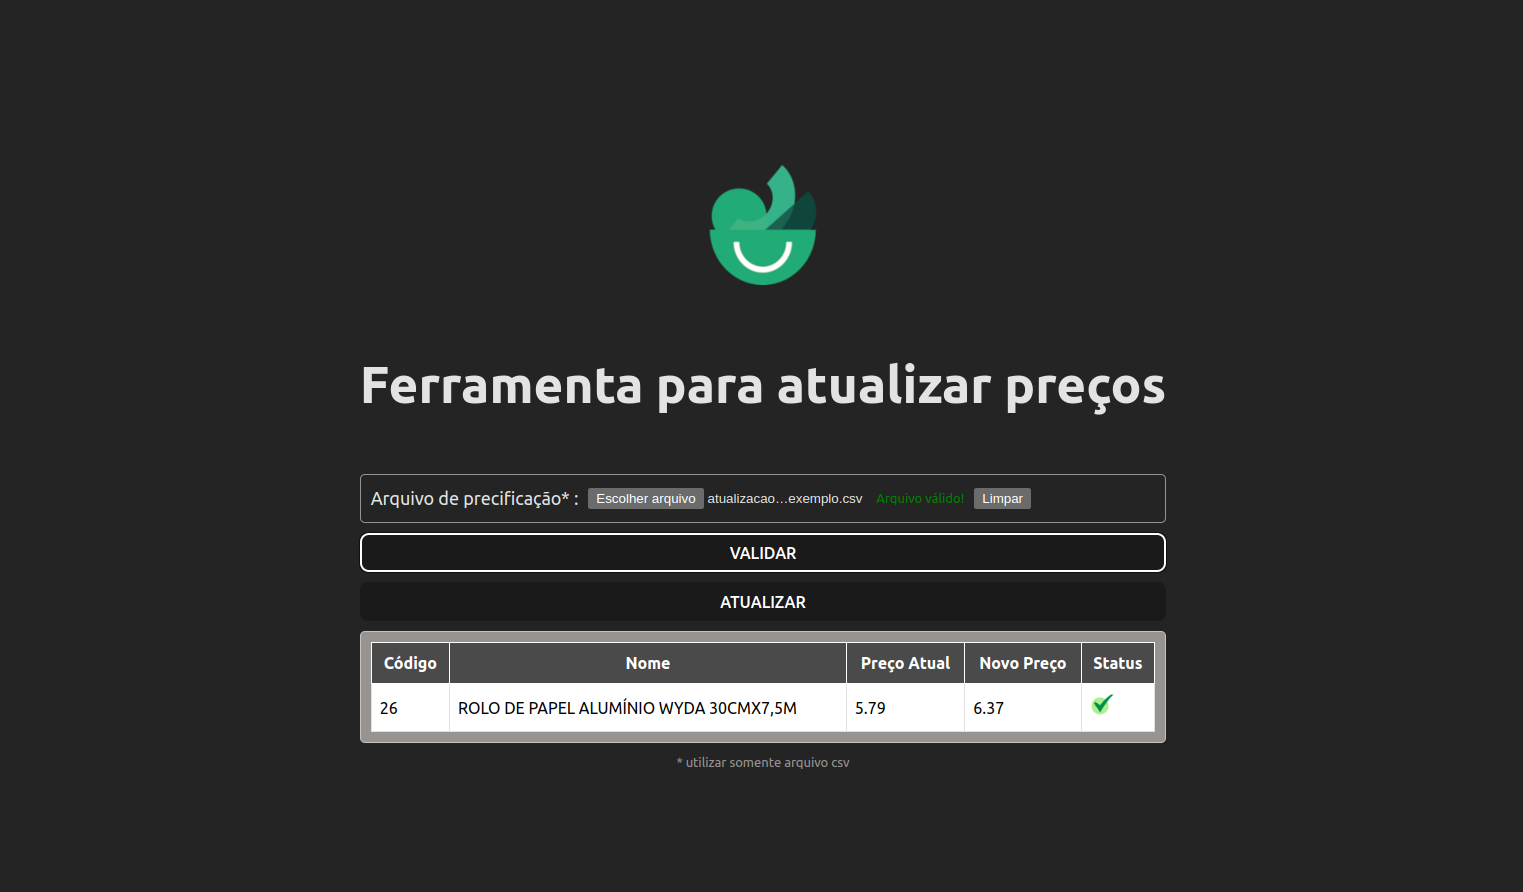 Ferramenta para atualizar preços
Arquivo de precificação* : Escolher arquivo atualizacao...exemplo.csv Arquivo válido! Limpar
VALIDAR
ATUALIZAR
Código Nome Preço Atual Novo Preço Status
26 ROLO DE PAPEL ALUMÍNIO WYDA 30CMX7,5M 5.79 6.37
* utilizar somente arquivo csv